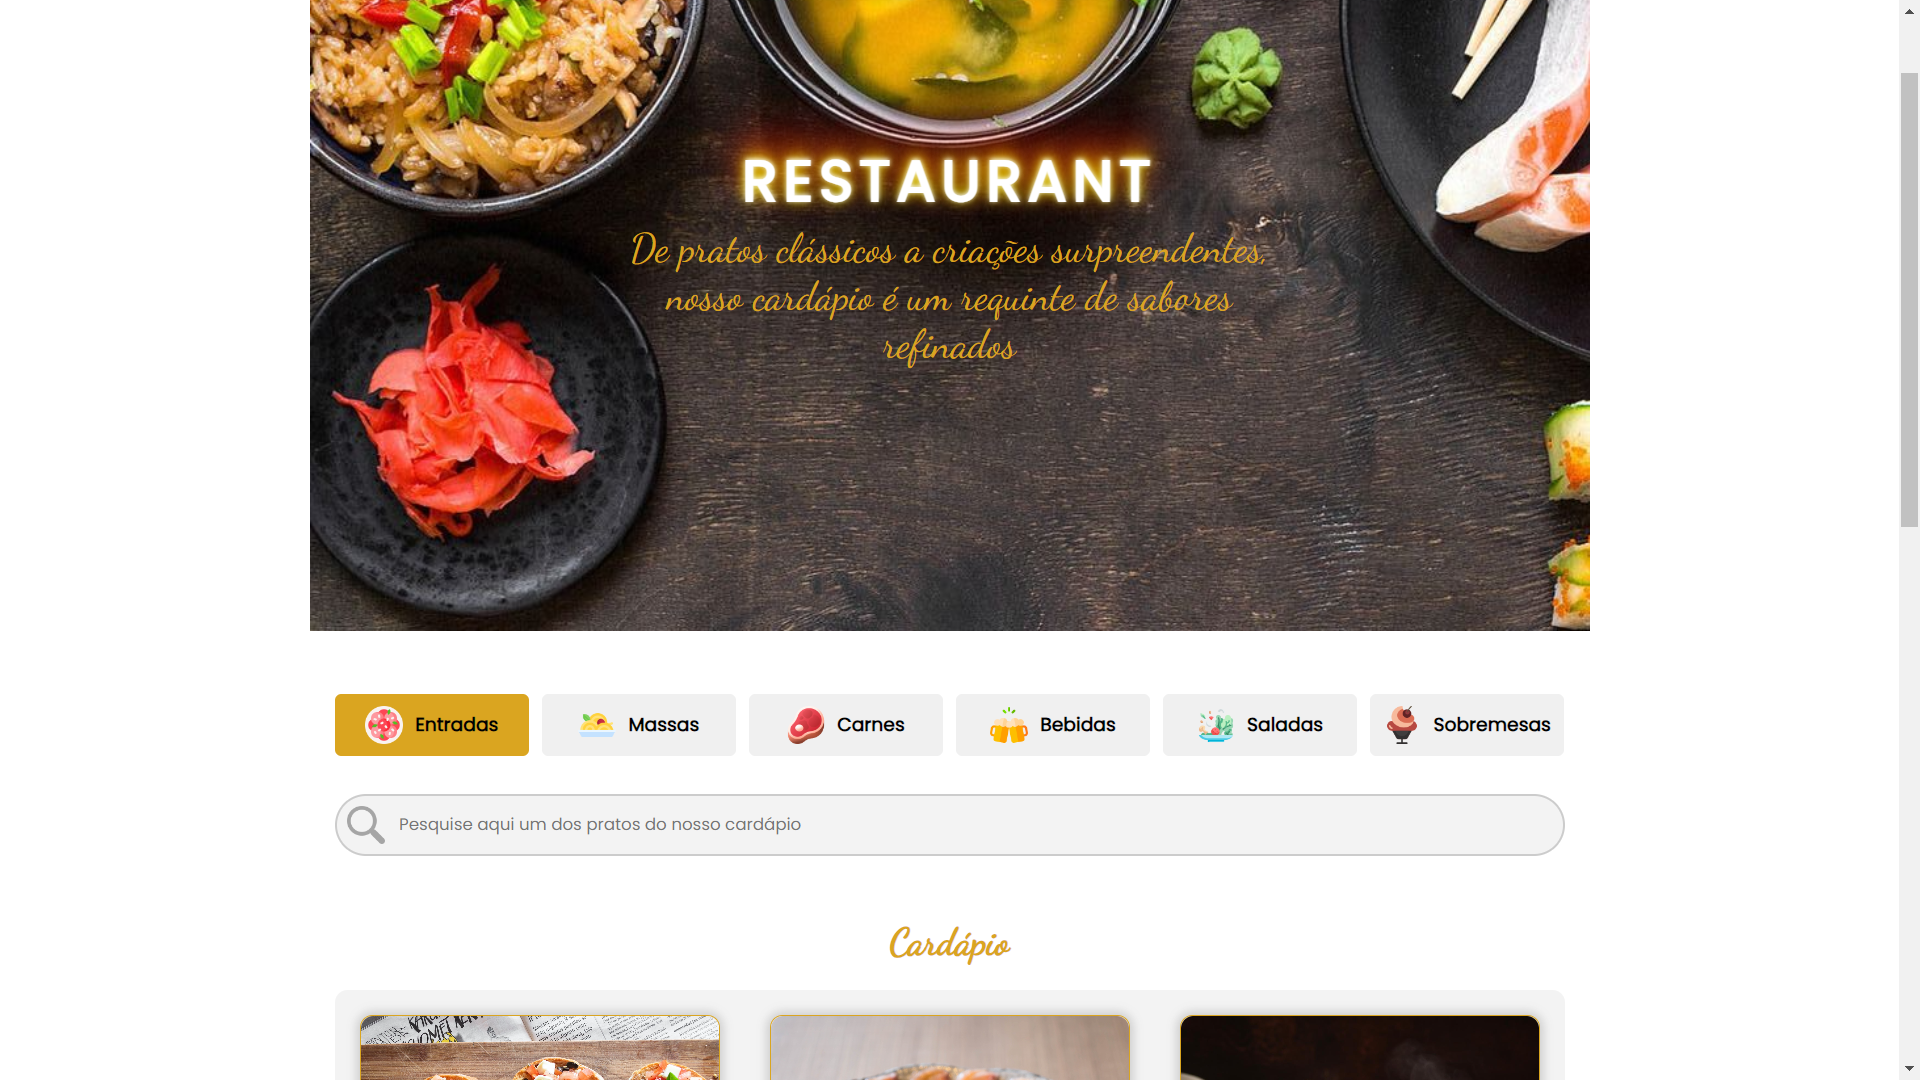 RESTAURANT
De pratos clássicos a criações surpreendentes,
nosso cardápio é um requinte de sabores
refinados
Entradas
Massas
Carnes
Bebidas
Saladas
Sobremesas
Pesquise aqui um dos pratos do nosso cardápio
Cardápio